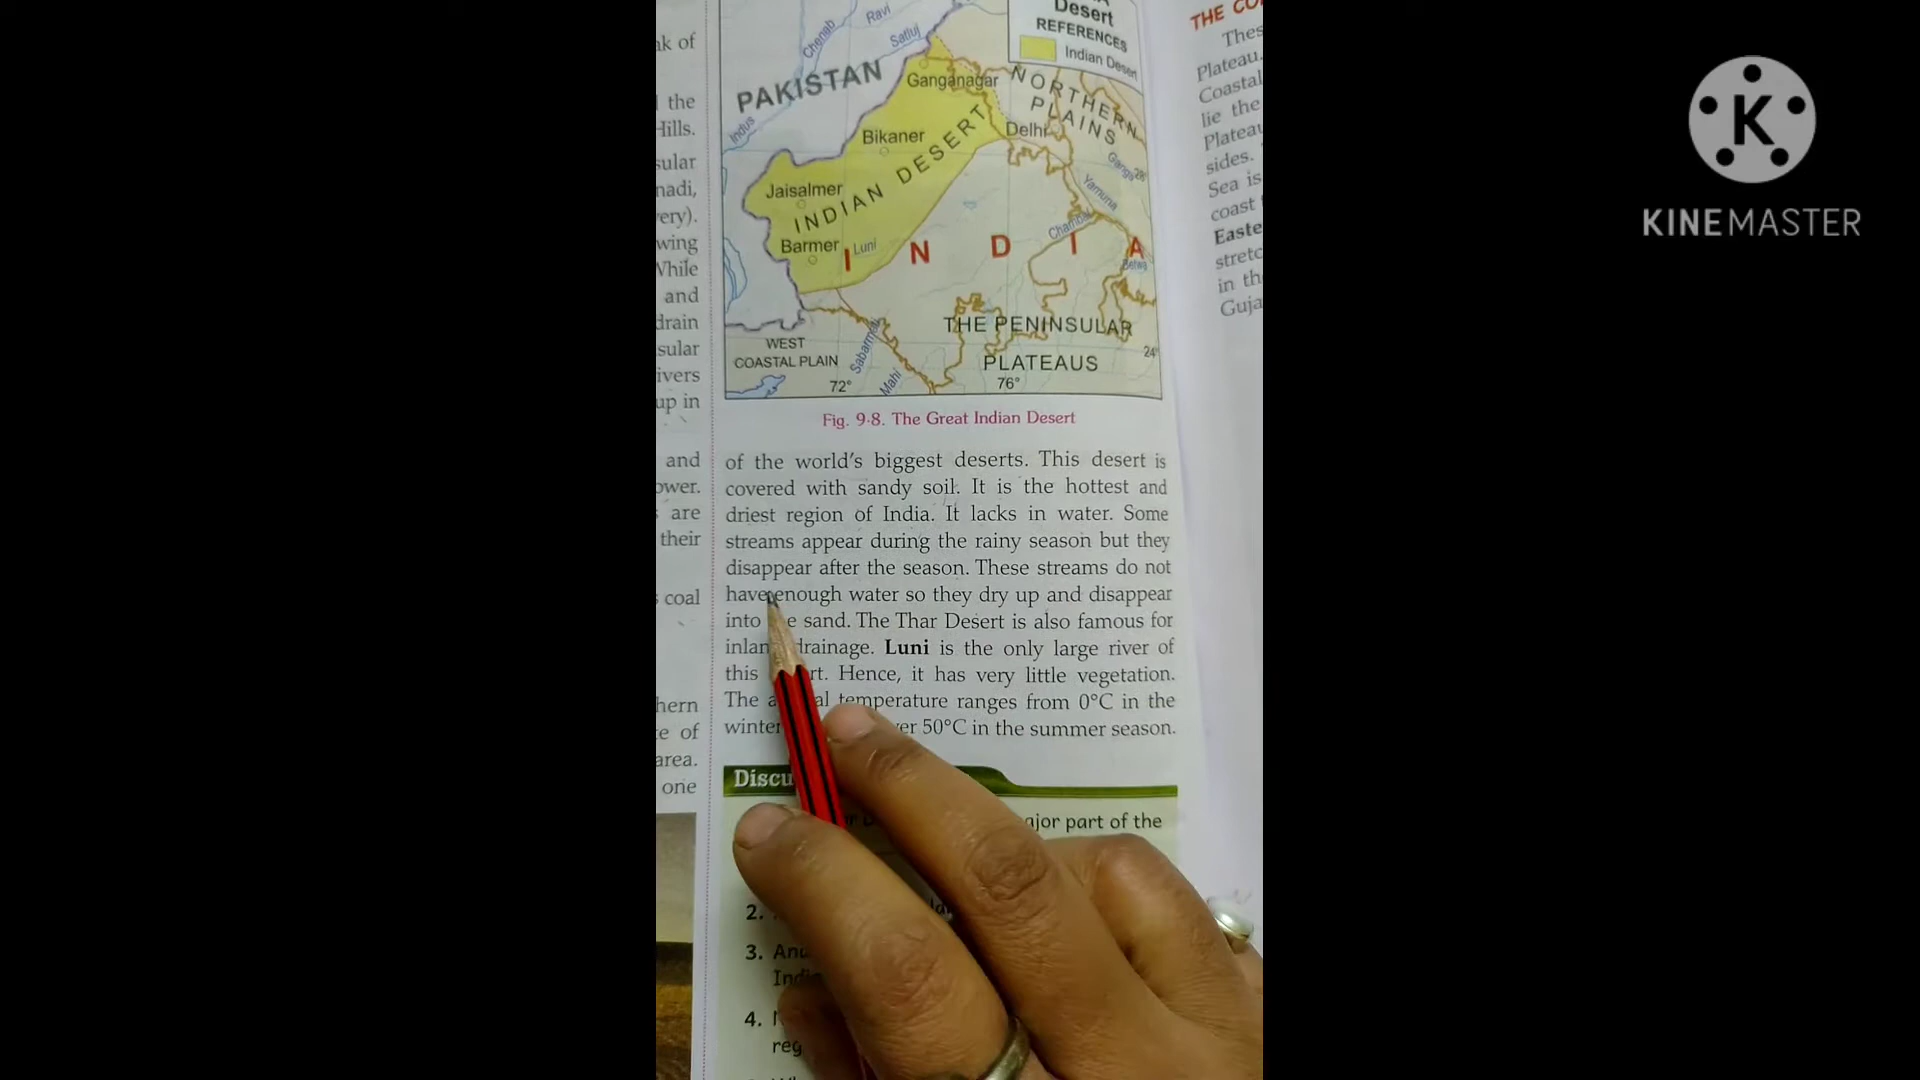 ak of
the
Hills.
sular
nadi,
ery).
wing
While
and
drain
sular
ivers
up in
and
ower.
are
their
coal
hern
te of
area.
one
Desert
REFERENCES
Indian Desert
Chenab
Ravi
Satluj
PAKISTAN
Indus
Ganganagar
NORTHERN
PLAINS
Bikaner
Delhi
INDIAN DESERT
Ganga
28°
Jaisalmer
Yamuna
Chambal
Barmer
Luni
INDIA
Betwa
THE PENINSULAR
PLATEAUS
WEST
COASTAL PLAIN
Sabarmati
Mahi
24°
72°
76°
Fig. 9·8. The Great Indian Desert
of the world's biggest deserts. This desert is
covered with sandy soil. It is the hottest and
driest region of India. It lacks in water. Some
streams appear during the rainy season but they
disappear after the season. These streams do not
have enough water so they dry up and disappear
into sand. The Thar Desert is also famous for
drainage. Luni is the only large river of
this Hence, it has very little vegetation.
The temperature ranges from 0°C in the
winter 50°C in the summer season.
Discu
ajor part of the
2.
3. And
4.
reg
THE CO
Thes
Plateau.
Coastal
lie the
Plateau
sides.
Sea is
coast
Easte
stretc
in th
Guja
K
KINEMASTER